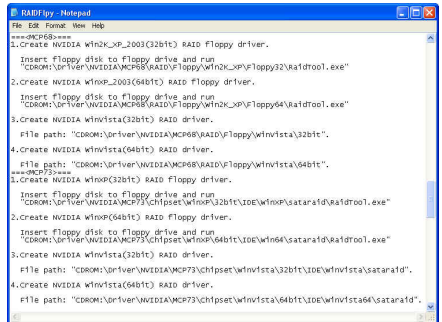 RAIDFlpy - Notepad
File Edit Format View Help
===<MCP68>===
1.Create NVIDIA Win2K_XP_2003(32bit) RAID floppy driver.
Insert floppy disk to floppy drive and run
"CDROM:\Driver\NVIDIA\MCP68\RAID\Floppy\Win2K_XP\Floppy32\RaidTool.exe"
2.Create NVIDIA WinXP_2003(64bit) RAID floppy driver.
Insert floppy disk to floppy drive and run
"CDROM:\Driver\NVIDIA\MCP68\RAID\Floppy\Win2K_XP\Floppy64\RaidTool.exe"
3.Create NVIDIA WinVista(32bit) RAID driver.
File path: "CDROM:\Driver\NVIDIA\MCP68\RAID\Floppy\Winvista\32bit".
4.Create NVIDIA WinVista(64bit) RAID driver.
File path: "CDROM:\Driver\NVIDIA\MCP68\RAID\Floppy\Winvista\64bit".
===<MCP73>===
1.Create NVIDIA WinXP(32bit) RAID floppy driver.
Insert floppy disk to floppy drive and run
"CDROM:\Driver\NVIDIA\MCP73\Chipset\WinXP\32bit\IDE\WinXP\sataraid\RaidTool.exe"
2.Create NVIDIA WinXP(64bit) RAID floppy driver.
Insert floppy disk to floppy drive and run
"CDROM:\Driver\NVIDIA\MCP73\Chipset\WinXP\64bit\IDE\Win64\sataraid\RaidTool.exe"
3.Create NVIDIA WinVista(32bit) RAID driver.
File path: "CDROM:\Driver\NVIDIA\MCP73\Chipset\WinVista\32bit\IDE\WinVista\sataraid".
4.Create NVIDIA WinVista(64bit) RAID driver.
File path: "CDROM:\Driver\NVIDIA\MCP73\Chipset\winvista\64bit\IDE\winvista64\sataraid".